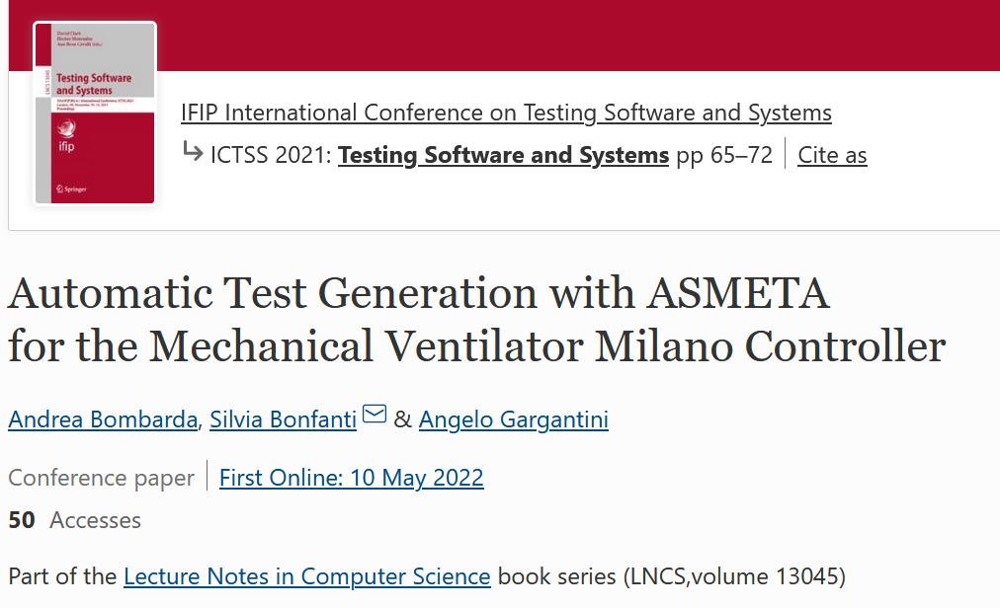 David Clark
Hector Menendez
Ana Rosa Cavalli (Eds.)
LNCS 13045
Testing Software
and Systems
ifip
Springer
IFIP International Conference on Testing Software and Systems
ICTSS 2021: Testing Software and Systems pp 65–72 Cite as
Automatic Test Generation with ASMETA
for the Mechanical Ventilator Milano Controller
Andrea Bombarda, Silvia Bonfanti & Angelo Gargantini
Conference paper First Online: 10 May 2022
50 Accesses
Part of the Lecture Notes in Computer Science book series (LNCS,volume 13045)